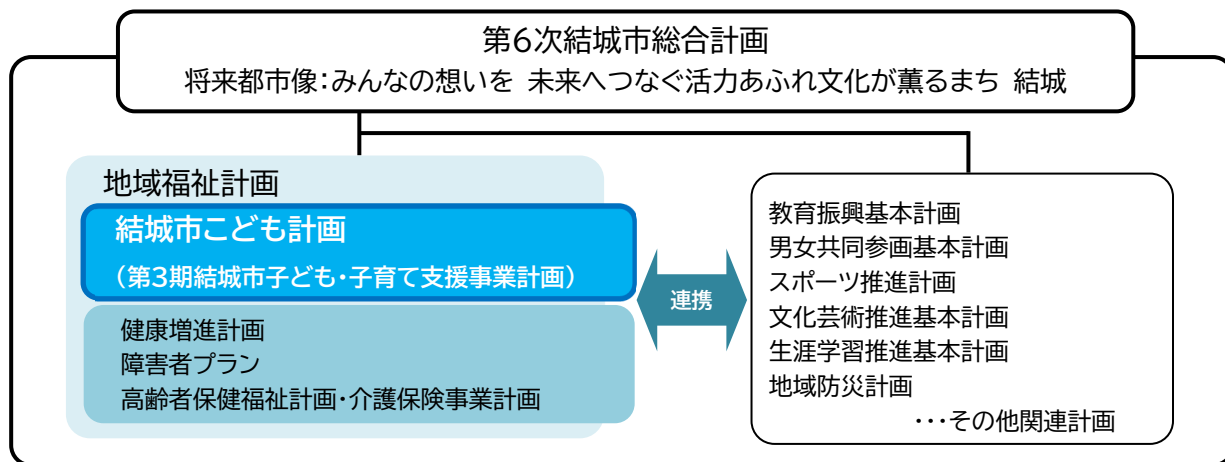 第6次結城市総合計画
将来都市像：みんなの想いを 未来へつなぐ活力あふれ文化が薫るまち 結城
地域福祉計画
結城市こども計画
（第3期結城市子ども・子育て支援事業計画）
健康増進計画
障害者プラン
高齢者保健福祉計画・介護保険事業計画
連携
教育振興基本計画
男女共同参画基本計画
スポーツ推進計画
文化芸術推進基本計画
生涯学習推進基本計画
地域防災計画
・・・その他関連計画